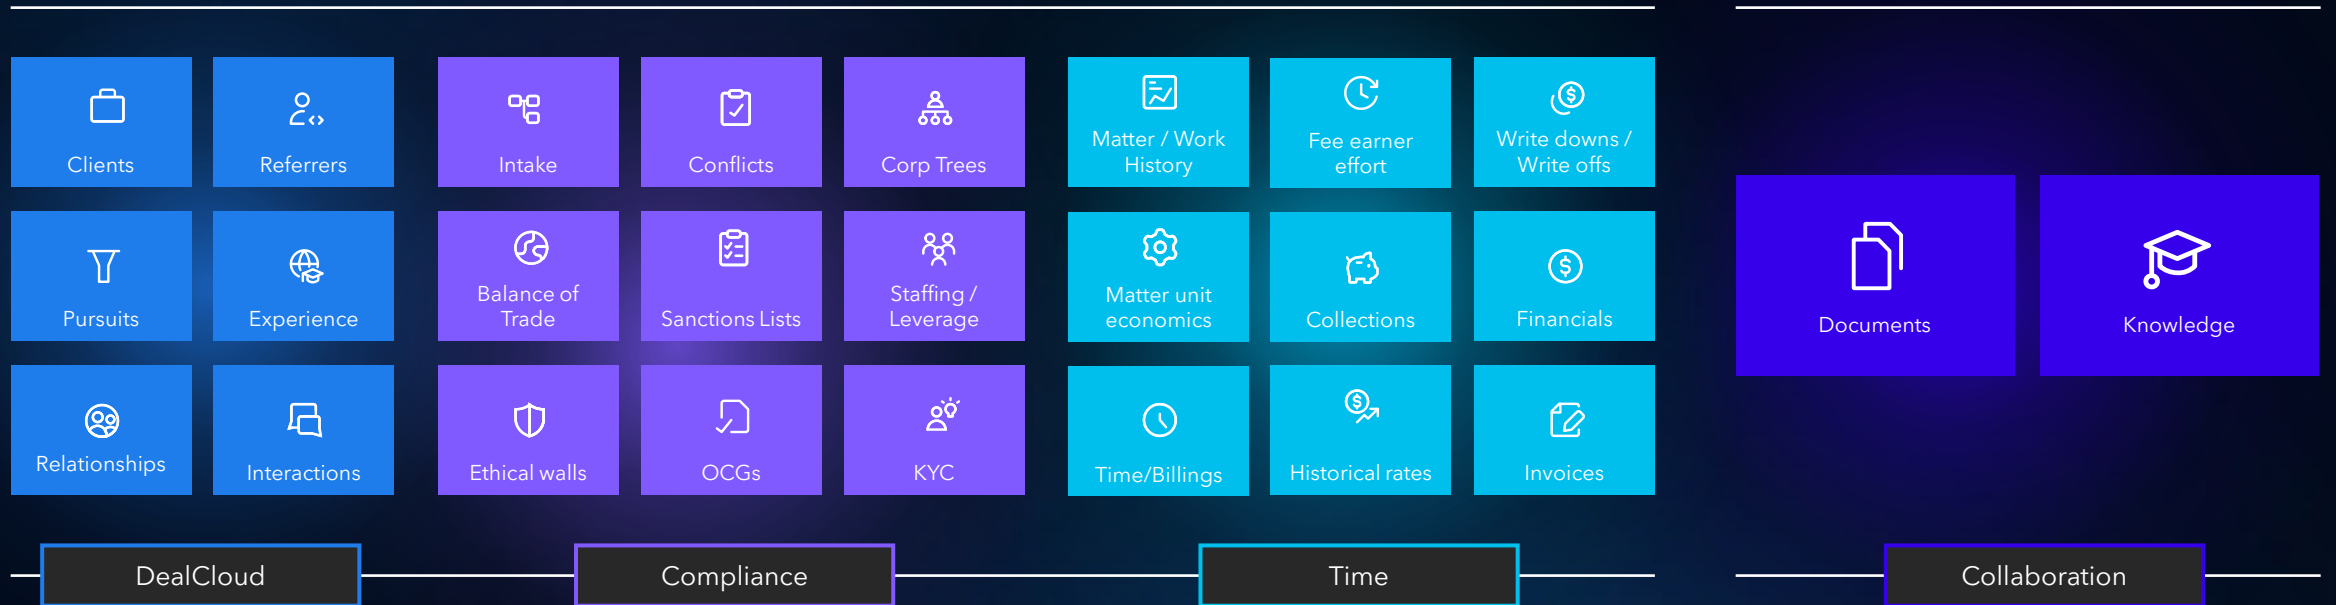 Clients
Referrers
Intake
Conflicts
Corp Trees
Matter / Work
History
Fee earner
effort
Write downs /
Write offs
Pursuits
Experience
Balance of
Trade
Sanctions Lists
Staffing /
Leverage
Matter unit
economics
Collections
Financials
Documents
Knowledge
Relationships
Interactions
Ethical walls
OCGs
KYC
Time/Billings
Historical rates
Invoices
DealCloud
Compliance
Time
Collaboration